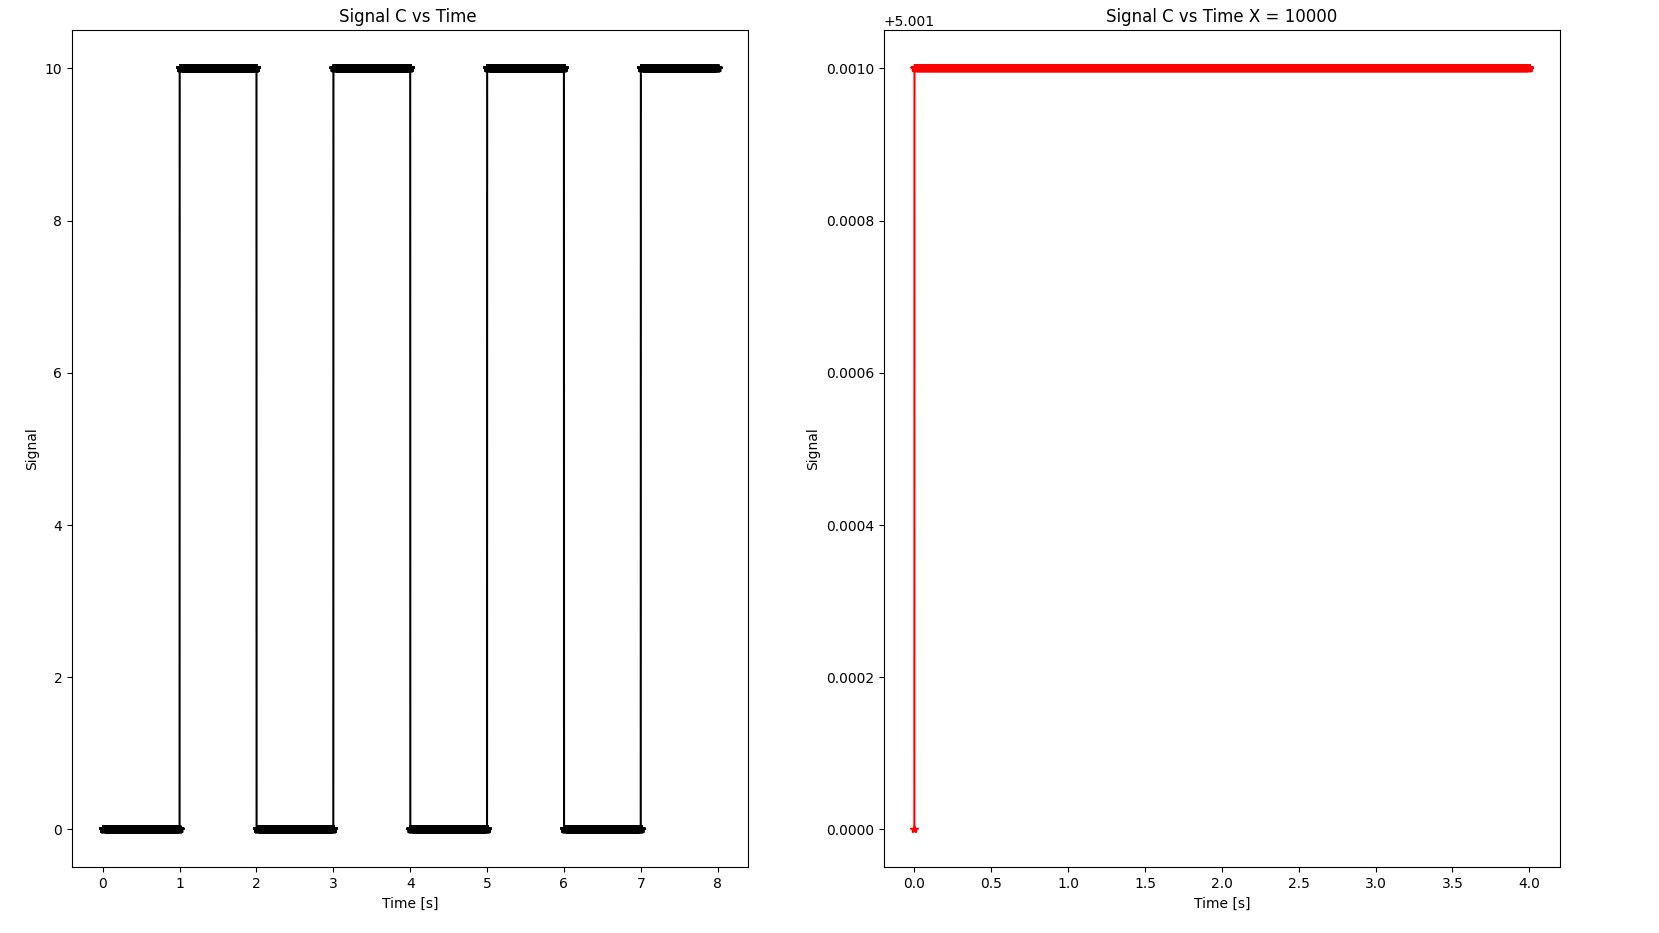 Signal C vs Time
10
8
6
4
2
0
Signal
0 1 2 3 4 5 6 7 8
Time [s]
Signal C vs Time X = 10000
+5.001
0.0010
0.0008
0.0006
0.0004
0.0002
0.0000
Signal
0.0 0.5 1.0 1.5 2.0 2.5 3.0 3.5 4.0
Time [s]